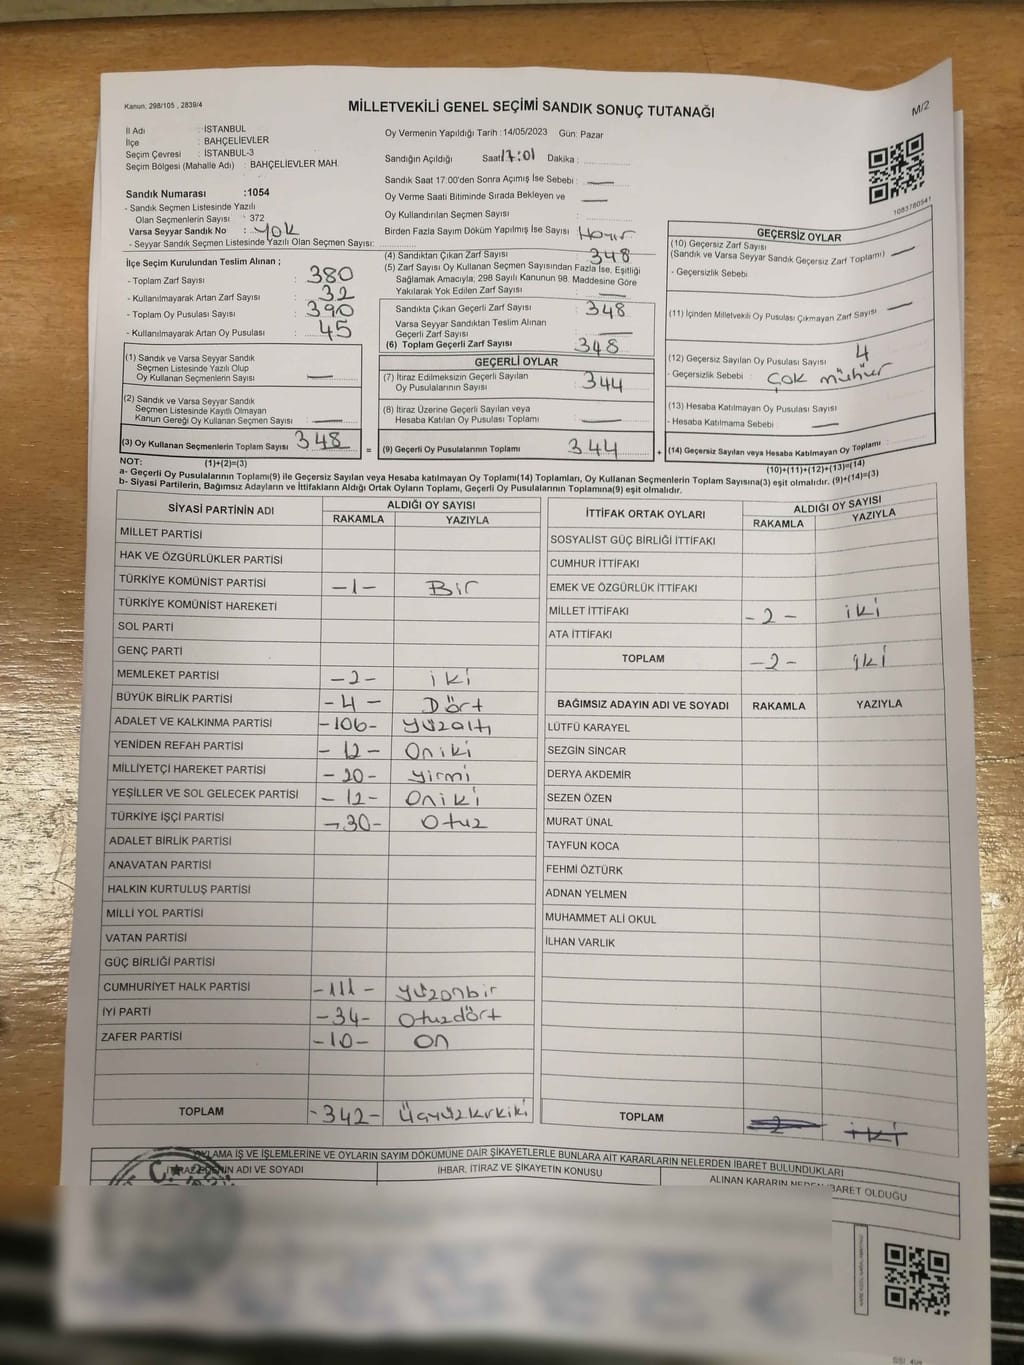 Kanun, 298/105 , 2839/4
MİLLETVEKİLİ GENEL SEÇİMİ SANDIK SONUÇ TUTANAĞI
M/2
İl Adı : İSTANBUL
İlçe : BAHÇELİEVLER
Seçim Çevresi : İSTANBUL-3
Seçim Bölgesi (Mahalle Adı) : BAHÇELİEVLER MAH.
Sandık Numarası :1054
- Sandık Seçmen Listesinde Yazılı
Olan Seçmenlerin Sayısı : 372
Varsa Seyyar Sandık No : YOK
- Seyyar Sandık Seçmen Listesinde Yazılı Olan Seçmen Sayısı:
Oy Vermenin Yapıldığı Tarih : 14/05/2023 Gün: Pazar
Sandığın Açıldığı Saat 17:01 Dakika :
Sandık Saat 17:00'den Sonra Açımış İse Sebebi : —
Oy Verme Saati Bitiminde Sırada Bekleyen ve —
Oy Kullandırılan Seçmen Sayısı :
Birden Fazla Sayım Döküm Yapılmış İse Sayısı : Hayır
1083780541
İlçe Seçim Kurulundan Teslim Alınan ;
- Toplam Zarf Sayısı : 380
- Kullanılmayarak Artan Zarf Sayısı : 32
- Toplam Oy Pusulası Sayısı : 390
- Kullanılmayarak Artan Oy Pusulası : 45
(4) Sandıktan Çıkan Zarf Sayısı : 348
(5) Zarf Sayısı Oy Kullanan Seçmen Sayısından Fazla İse, Eşitliği
Sağlamak Amacıyla; 298 Sayılı Kanunun 98. Maddesine Göre
Yakılarak Yok Edilen Zarf Sayısı : —
Sandıkta Çıkan Geçerli Zarf Sayısı : 348
Varsa Seyyar Sandıktan Teslim Alınan
Geçerli Zarf Sayısı : —
(6) Toplam Geçerli Zarf Sayısı : 348
GEÇERSİZ OYLAR
(10) Geçersiz Zarf Sayısı
(Sandık ve Varsa Seyyar Sandık Geçersiz Zarf Toplamı) : —
- Geçersizlik Sebebi :
(11) İçinden Milletvekili Oy Pusulası Çıkmayan Zarf Sayısı : —
(12) Geçersiz Sayılan Oy Pusulası Sayısı : 4
- Geçersizlik Sebebi : Çok mühür
(13) Hesaba Katılmayan Oy Pusulası Sayısı :
- Hesaba Katılmama Sebebi : —
(14) Geçersiz Sayılan veya Hesaba Katılmayan Oy Toplamı
(10)+(11)+(12)+(13)=(14)
(1) Sandık ve Varsa Seyyar Sandık
Seçmen Listesinde Yazılı Olup
Oy Kullanan Seçmenlerin Sayısı : —
(2) Sandık ve Varsa Seyyar Sandık
Seçmen Listesinde Kayıtlı Olmayan
Kanun Gereği Oy Kullanan Seçmen Sayısı : —
(3) Oy Kullanan Seçmenlerin Toplam Sayısı : 348 =
(1)+(2)=(3)
GEÇERLİ OYLAR
(7) İtiraz Edilmeksizin Geçerli Sayılan
Oy Pusulalarının Sayısı : 344
(8) İtiraz Üzerine Geçerli Sayılan veya
Hesaba Katılan Oy Pusulası Toplamı : —
(9) Geçerli Oy Pusulalarının Toplamı : 344 +
NOT:
a- Geçerli Oy Pusulalarının Toplamı(9) ile Geçersiz Sayılan veya Hesaba katılmayan Oy Toplamı(14) Toplamları, Oy Kullanan Seçmenlerin Toplam Sayısına(3) eşit olmalıdır. (9)+(14)=(3)
b- Siyasi Partilerin, Bağımsız Adayların ve İttifakların Aldığı Ortak Oyların Toplamı, Geçerli Oy Pusulalarının Toplamına(9) eşit olmalıdır.
SİYASİ PARTİNİN ADI ALDIĞI OY SAYISI
RAKAMLA YAZIYLA
MİLLET PARTİSİ
HAK VE ÖZGÜRLÜKLER PARTİSİ
TÜRKİYE KOMÜNİST PARTİSİ -1- Bir
TÜRKİYE KOMÜNİST HAREKETİ
SOL PARTİ
GENÇ PARTİ
MEMLEKET PARTİSİ -2- iki
BÜYÜK BİRLİK PARTİSİ -4- Dört
ADALET VE KALKINMA PARTİSİ -106- yüzaltı
YENİDEN REFAH PARTİSİ -12- Oniki
MİLLİYETÇİ HAREKET PARTİSİ -20- yirmi
YEŞİLLER VE SOL GELECEK PARTİSİ -12- Oniki
TÜRKİYE İŞÇİ PARTİSİ -30- Otuz
ADALET BİRLİK PARTİSİ
ANAVATAN PARTİSİ
HALKIN KURTULUŞ PARTİSİ
MİLLİ YOL PARTİSİ
VATAN PARTİSİ
GÜÇ BİRLİĞİ PARTİSİ
CUMHURİYET HALK PARTİSİ -111- yüzonbir
İYİ PARTİ -34- Otuzdört
ZAFER PARTİSİ -10- On
TOPLAM -342- Üçyüzkırkiki
İTTİFAK ORTAK OYLARI ALDIĞI OY SAYISI
RAKAMLA YAZIYLA
SOSYALİST GÜÇ BİRLİĞİ İTTİFAKI
CUMHUR İTTİFAKI
EMEK VE ÖZGÜRLÜK İTTİFAKI
MİLLET İTTİFAKI -2- iki
ATA İTTİFAKI
TOPLAM -2- iki
BAĞIMSIZ ADAYIN ADI VE SOYADI RAKAMLA YAZIYLA
LÜTFÜ KARAYEL
SEZGİN SİNCAR
DERYA AKDEMİR
SEZEN ÖZEN
MURAT ÜNAL
TAYFUN KOCA
FEHMİ ÖZTÜRK
ADNAN YELMEN
MUHAMMET ALİ OKUL
İLHAN VARLIK
TOPLAM 2 iki
OYLAMA İŞ VE İŞLEMLERİNE VE OYLARIN SAYIM DÖKÜMÜNE DAİR ŞİKAYETLERLE BUNLARA AİT KARARLARIN NELERDEN İBARET BULUNDUKLARI
İTİRAZ EDENİN ADI VE SOYADI İHBAR, İTİRAZ VE ŞİKAYETİN KONUSU ALINAN KARARIN NEDEN İBARET OLDUĞU